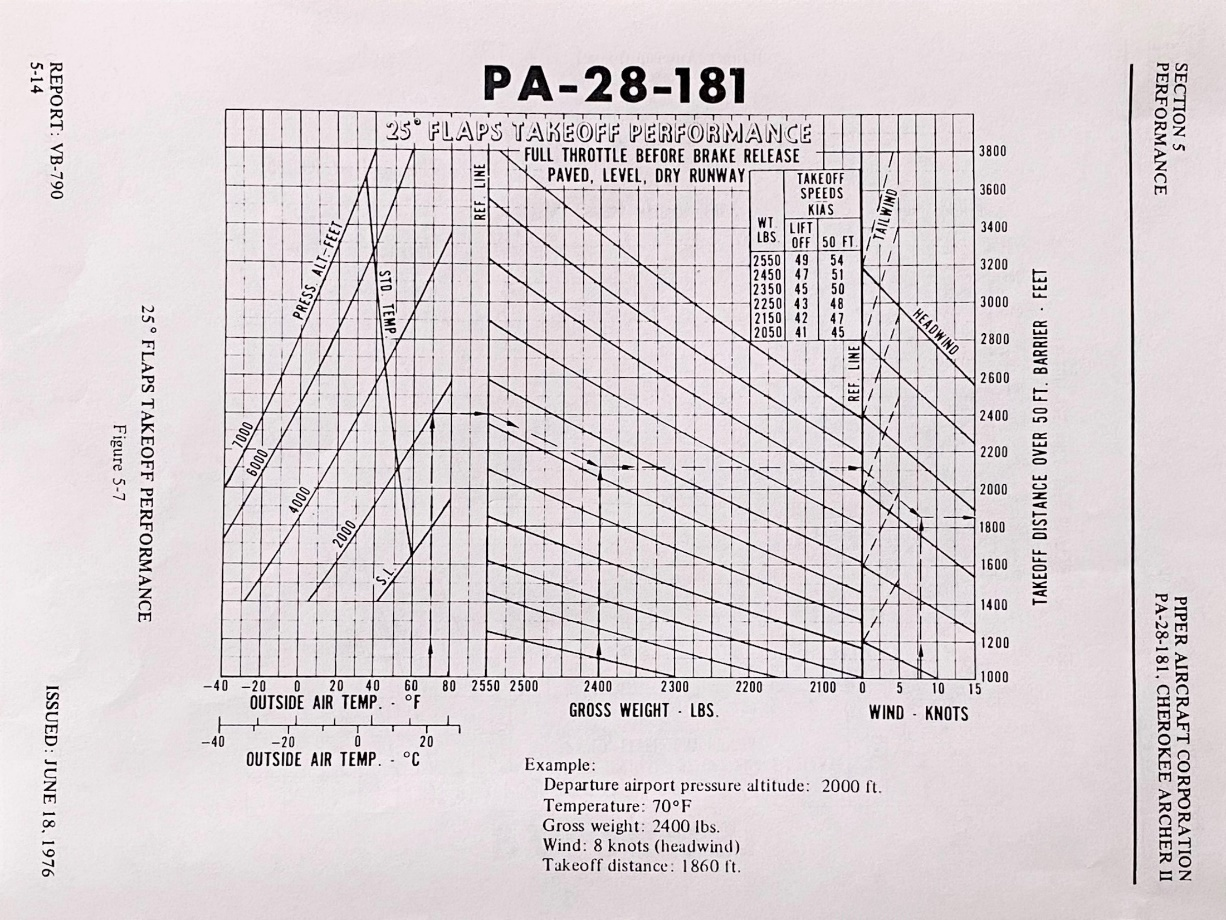 SECTION 5
PERFORMANCE
PIPER AIRCRAFT CORPORATION
PA-28-181, CHEROKEE ARCHER II
PA-28-181
25° FLAPS TAKEOFF PERFORMANCE
FULL THROTTLE BEFORE BRAKE RELEASE
PAVED, LEVEL, DRY RUNWAY
TAKEOFF
SPEEDS
KIAS
WT. LBS. LIFT OFF 50 FT.
2550 49 54
2450 47 51
2350 45 50
2250 43 48
2150 42 47
2050 41 45
PRESS. ALT-FEET
STD. TEMP.
7000
6000
4000
2000
S.L.
REF. LINE
REF. LINE
TAILWIND
HEADWIND
3800
3600
3400
3200
3000
2800
2600
2400
2200
2000
1800
1600
1400
1200
1000
TAKEOFF DISTANCE OVER 50 FT. BARRIER - FEET
-40 -20 0 20 40 60 80 2550 2500 2400 2300 2200 2100 0 5 10 15
OUTSIDE AIR TEMP. - °F
GROSS WEIGHT - LBS.
WIND - KNOTS
-40 -20 0 20
OUTSIDE AIR TEMP. - °C
Example:
Departure airport pressure altitude: 2000 ft.
Temperature: 70°F
Gross weight: 2400 lbs.
Wind: 8 knots (headwind)
Takeoff distance: 1860 ft.
25° FLAPS TAKEOFF PERFORMANCE
Figure 5-7
REPORT: VB-790
5-14
ISSUED: JUNE 18, 1976